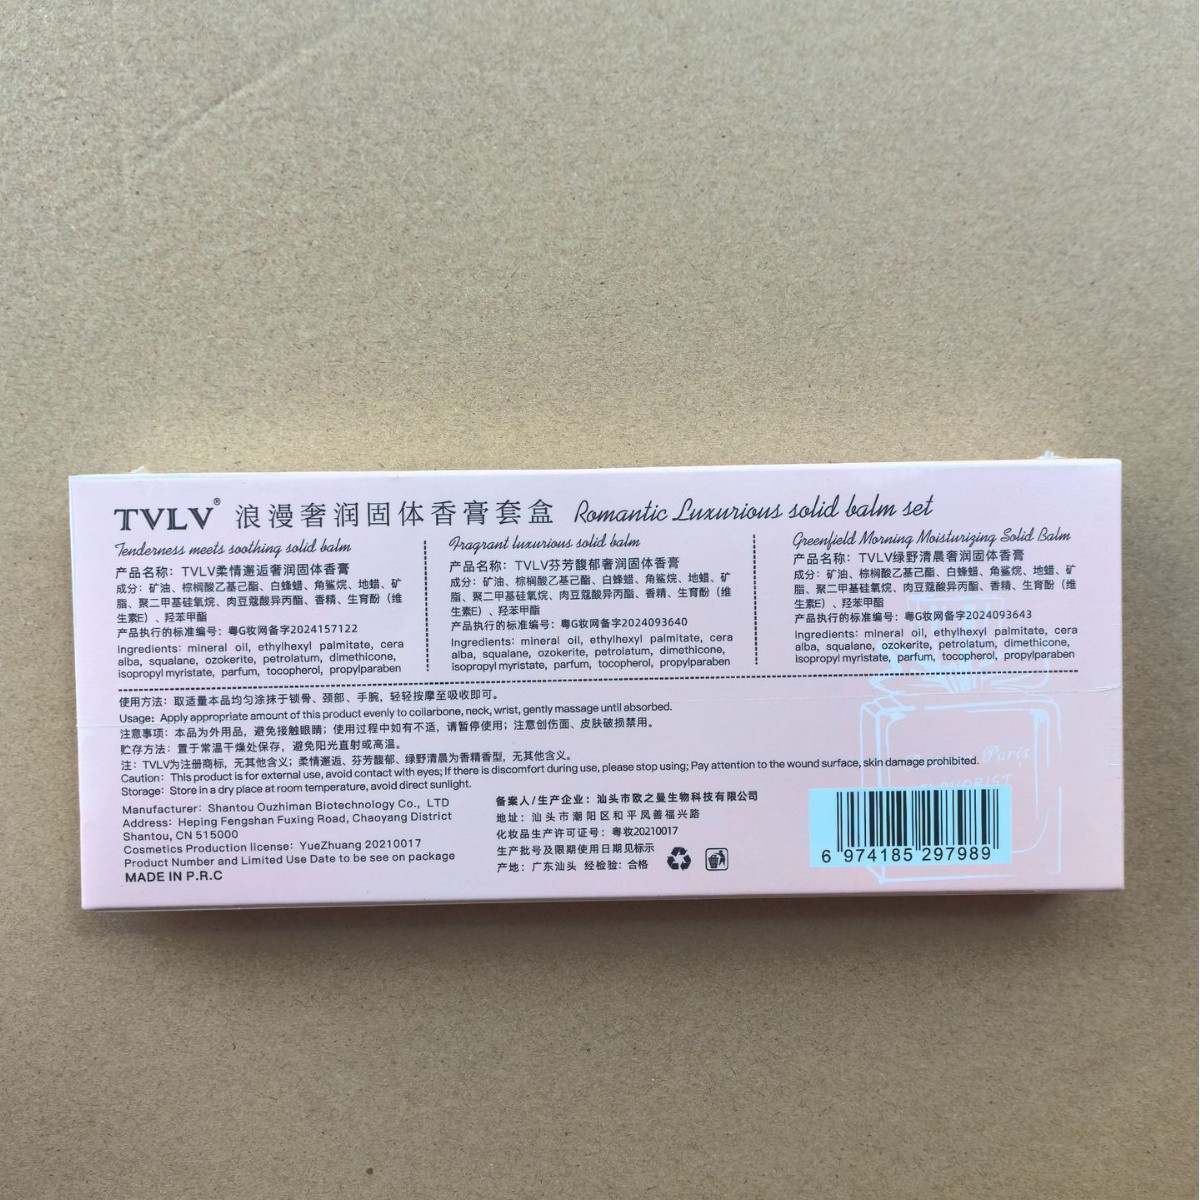 TVLV® 浪漫奢润固体香膏套盒 Romantic Luxurious solid balm set
Tenderness meets soothing solid balm
产品名称：TVLV柔情邂逅奢润固体香膏
成分：矿油、棕榈酸乙基己酯、白蜂蜡、角鲨烷、地蜡、矿
脂、聚二甲基硅氧烷、肉豆蔻酸异丙酯、香精、生育酚（维
生素E）、羟苯甲酯
产品执行的标准编号：粤G妆网备字2024157122
Ingredients: mineral oil, ethylhexyl palmitate, cera
alba, squalane, ozokerite, petrolatum, dimethicone,
isopropyl myristate, parfum, tocopherol, propylparaben
Fragrant luxurious solid balm
产品名称：TVLV芬芳馥郁奢润固体香膏
成分：矿油、棕榈酸乙基己酯、白蜂蜡、角鲨烷、地蜡、矿
脂、聚二甲基硅氧烷、肉豆蔻酸异丙酯、香精、生育酚（维
生素E）、羟苯甲酯
产品执行的标准编号：粤G妆网备字2024093640
Ingredients: mineral oil, ethylhexyl palmitate, cera
alba, squalane, ozokerite, petrolatum, dimethicone,
isopropyl myristate, parfum, tocopherol, propylparaben
Greenfield Morning Moisturizing Solid Balm
产品名称：TVLV绿野清晨奢润固体香膏
成分：矿油、棕榈酸乙基己酯、白蜂蜡、角鲨烷、地蜡、矿
脂、聚二甲基硅氧烷、肉豆蔻酸异丙酯、香精、生育酚（维
生素E）、羟苯甲酯
产品执行的标准编号：粤G妆网备字2024093643
Ingredients: mineral oil, ethylhexyl palmitate, cera
alba, squalane, ozokerite, petrolatum, dimethicone,
isopropyl myristate, parfum, tocopherol, propylparaben
使用方法：取适量本品均匀涂抹于锁骨、颈部、手腕，轻轻按摩至吸收即可。
Usage: Apply appropriate amount of this product evenly to collarbone, neck, wrist, gently massage until absorbed.
注意事项：本品为外用品，避免接触眼睛；使用过程中如有不适，请暂停使用；注意创伤面、皮肤破损禁用。
贮存方法：置于常温干燥处保存，避免阳光直射或高温。
注：TVLV为注册商标，无其他含义；柔情邂逅、芬芳馥郁、绿野清晨为香精香型，无其他含义。
Caution: This product is for external use, avoid contact with eyes; If there is discomfort during use, please stop using; Pay attention to the wound surface, skin damage prohibited.
Storage: Store in a dry place at room temperature, avoid direct sunlight.
Manufacturer: Shantou Ouzhiman Biotechnology Co., LTD
Address: Heping Fengshan Fuxing Road, Chaoyang District
Shantou, CN 515000
Cosmetics Production license: YueZhuang 20210017
Product Number and Limited Use Date to be see on package
MADE IN P.R.C
备案人/生产企业：汕头市欧之曼生物科技有限公司
地址：汕头市潮阳区和平凤善福兴路
化妆品生产许可证号：粤妆20210017
生产批号及限期使用日期见标示
产地：广东汕头 经检验：合格
Paris
6 974185 297989